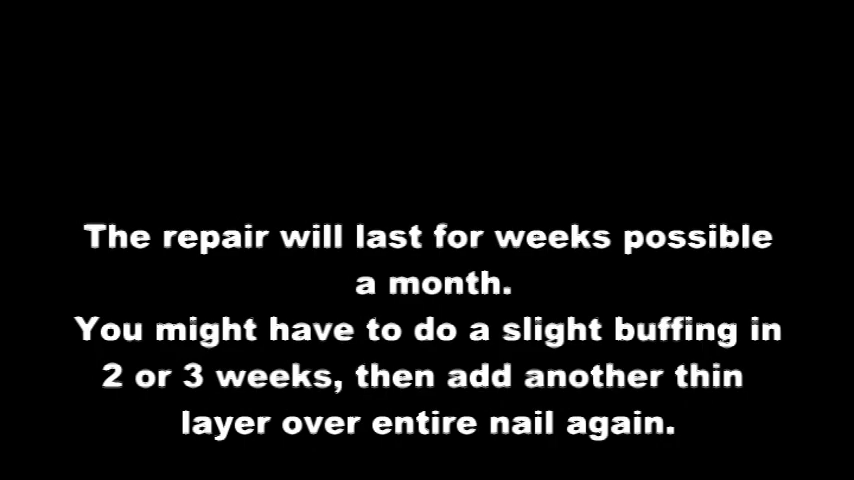 The repair will last for weeks possible
a month.
You might have to do a slight buffing in
2 or 3 weeks, then add another thin
layer over entire nail again.